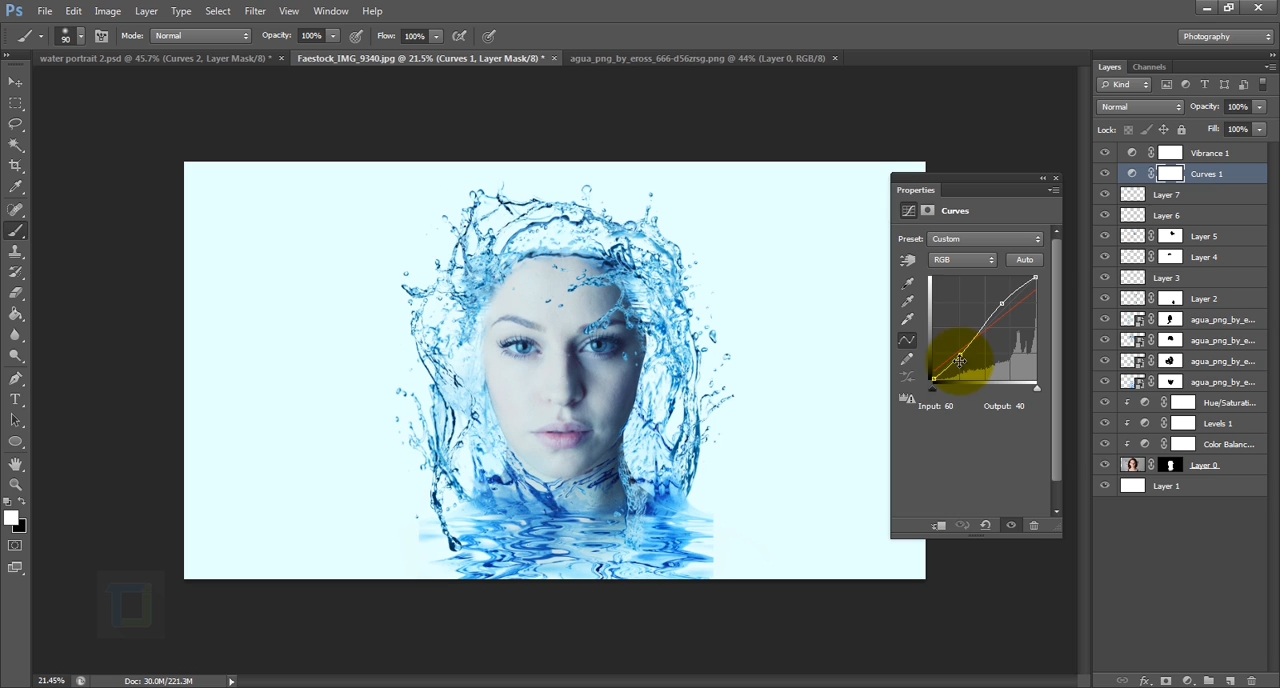 Ps File Edit Image Layer Type Select Filter View Window Help
90 Mode: Normal Opacity: 100% Flow: 100% Photography
water portrait 2.psd @ 45.7% (Curves 2, Layer Mask/8) * × Faestock_IMG_9340.jpg @ 21.5% (Curves 1, Layer Mask/8) * × agua_png_by_eross_666-d56zrsg.png @ 44% (Layer 0, RGB/8) ×
Layers Channels
Kind
Normal Opacity: 100%
Lock: Fill: 100%
Vibrance 1
Curves 1
Layer 7
Layer 6
Layer 5
Layer 4
Layer 3
Layer 2
agua_png_by_e...
agua_png_by_e...
agua_png_by_e...
agua_png_by_e...
Hue/Saturati...
Levels 1
Color Balanc...
Layer 0
Layer 1
Properties
Curves
Preset: Custom
RGB Auto
Input: 60 Output: 40
21.45% Doc: 30.0M/221.3M